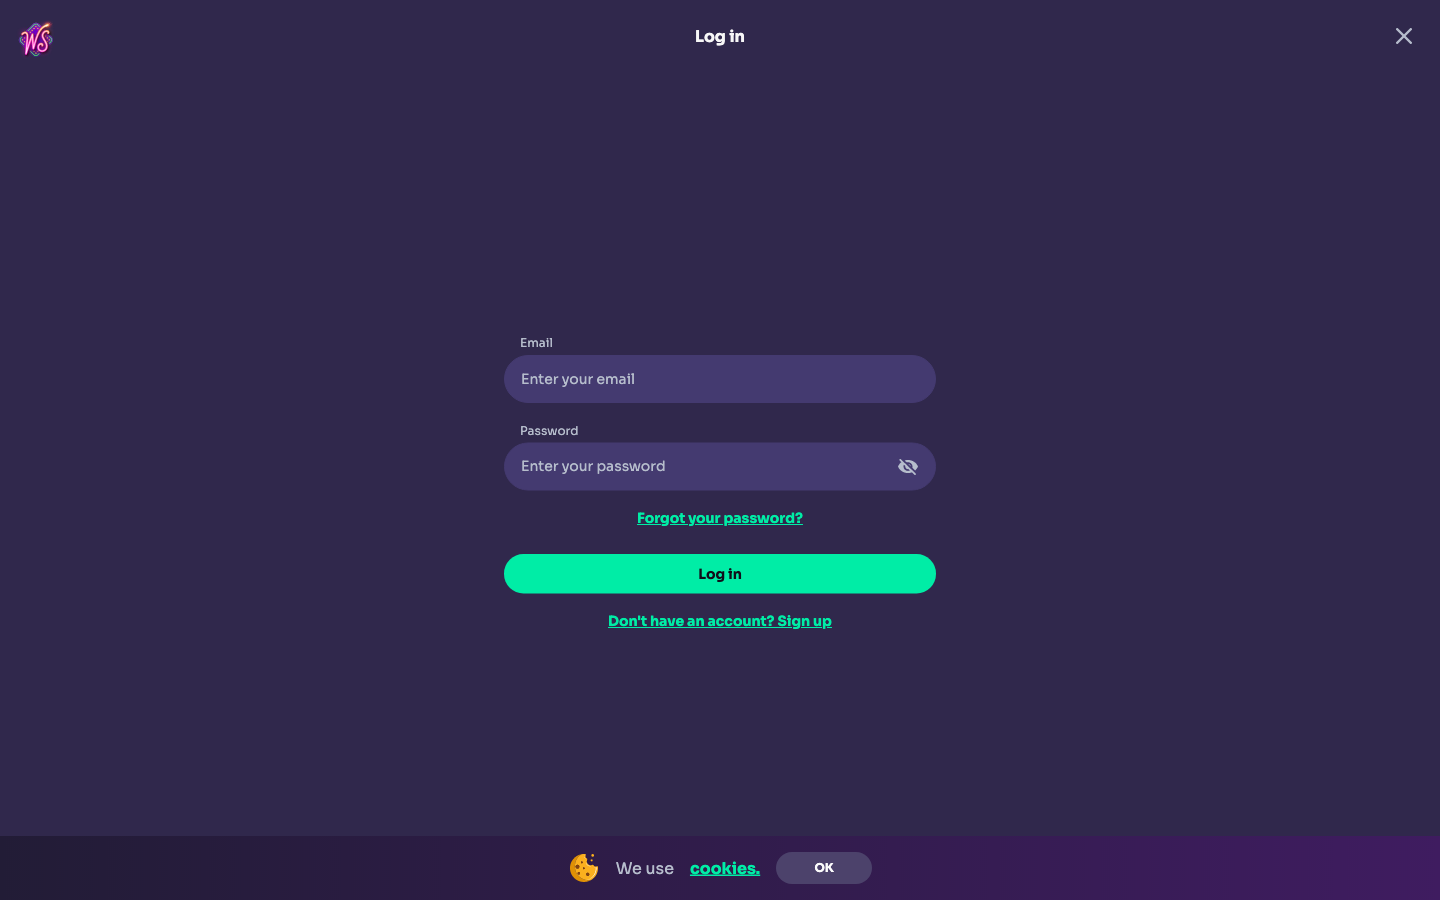 WS
Log in
Email
Enter your email
Password
Enter your password
Forgot your password?
Log in
Don't have an account? Sign up
We use cookies.
OK